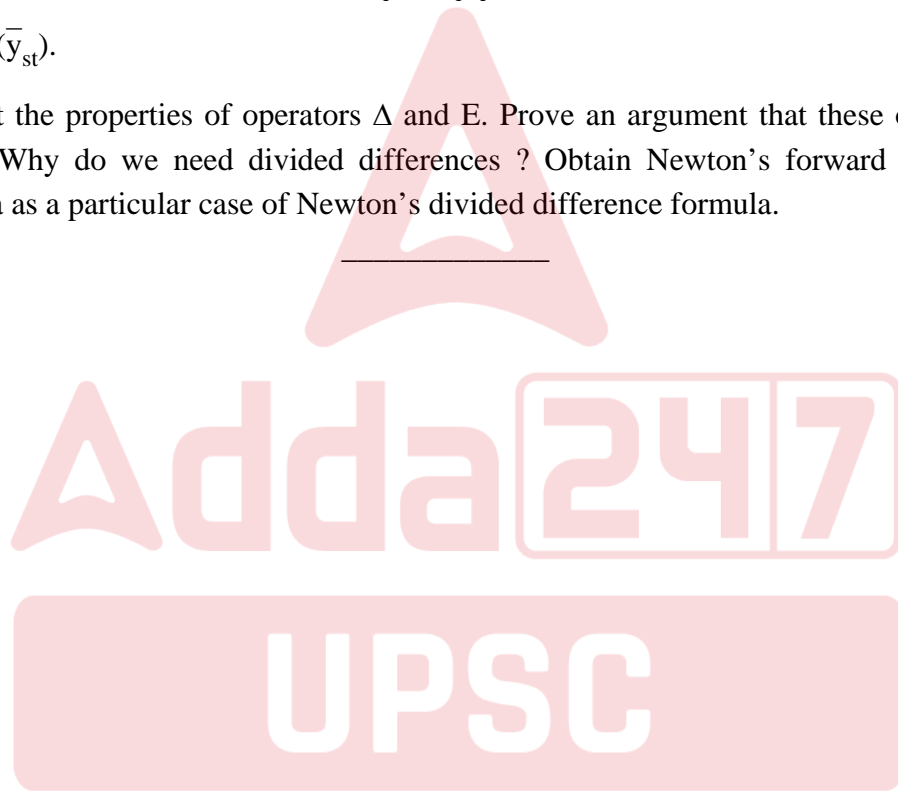 (y̅st).
t the properties of operators Δ and E. Prove an argument that these
Why do we need divided differences ? Obtain Newton's forward
as a particular case of Newton's divided difference formula.
Adda247
UPSC